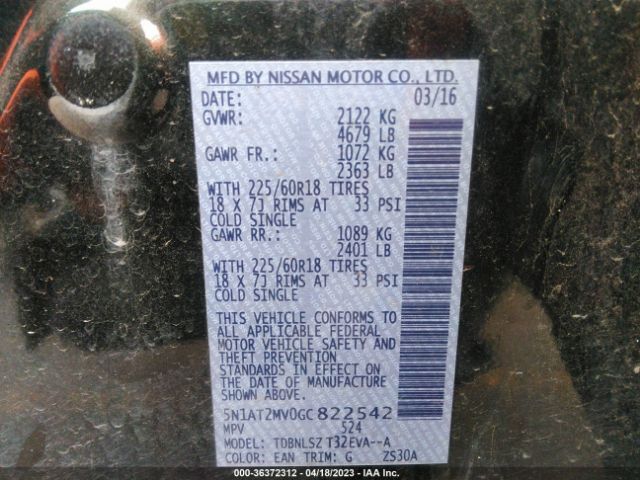 MFD BY NISSAN MOTOR CO., LTD.
DATE: 03/16
GVWR: 2122 KG
4679 LB
GAWR FR.: 1072 KG
2363 LB
WITH 225/60R18 TIRES
18 X 7J RIMS AT 33 PSI
COLD SINGLE
GAWR RR.: 1089 KG
2401 LB
WITH 225/60R18 TIRES
18 X 7J RIMS AT 33 PSI
COLD SINGLE
THIS VEHICLE CONFORMS TO
ALL APPLICABLE FEDERAL
MOTOR VEHICLE SAFETY AND
THEFT PREVENTION
STANDARDS IN EFFECT ON
THE DATE OF MANUFACTURE
SHOWN ABOVE.
5N1AT2MV0GC822542
MPV 524
MODEL: TDBNLSZ T32EVA--A
COLOR: EAN TRIM: G ZS30A
000-36372312 - 04/18/2023 - IAA Inc.